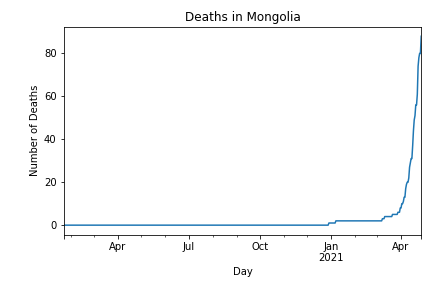 Deaths in Mongolia
Number of Deaths
80
60
40
20
0
Apr
Jul
Oct
Jan
2021
Apr
Day